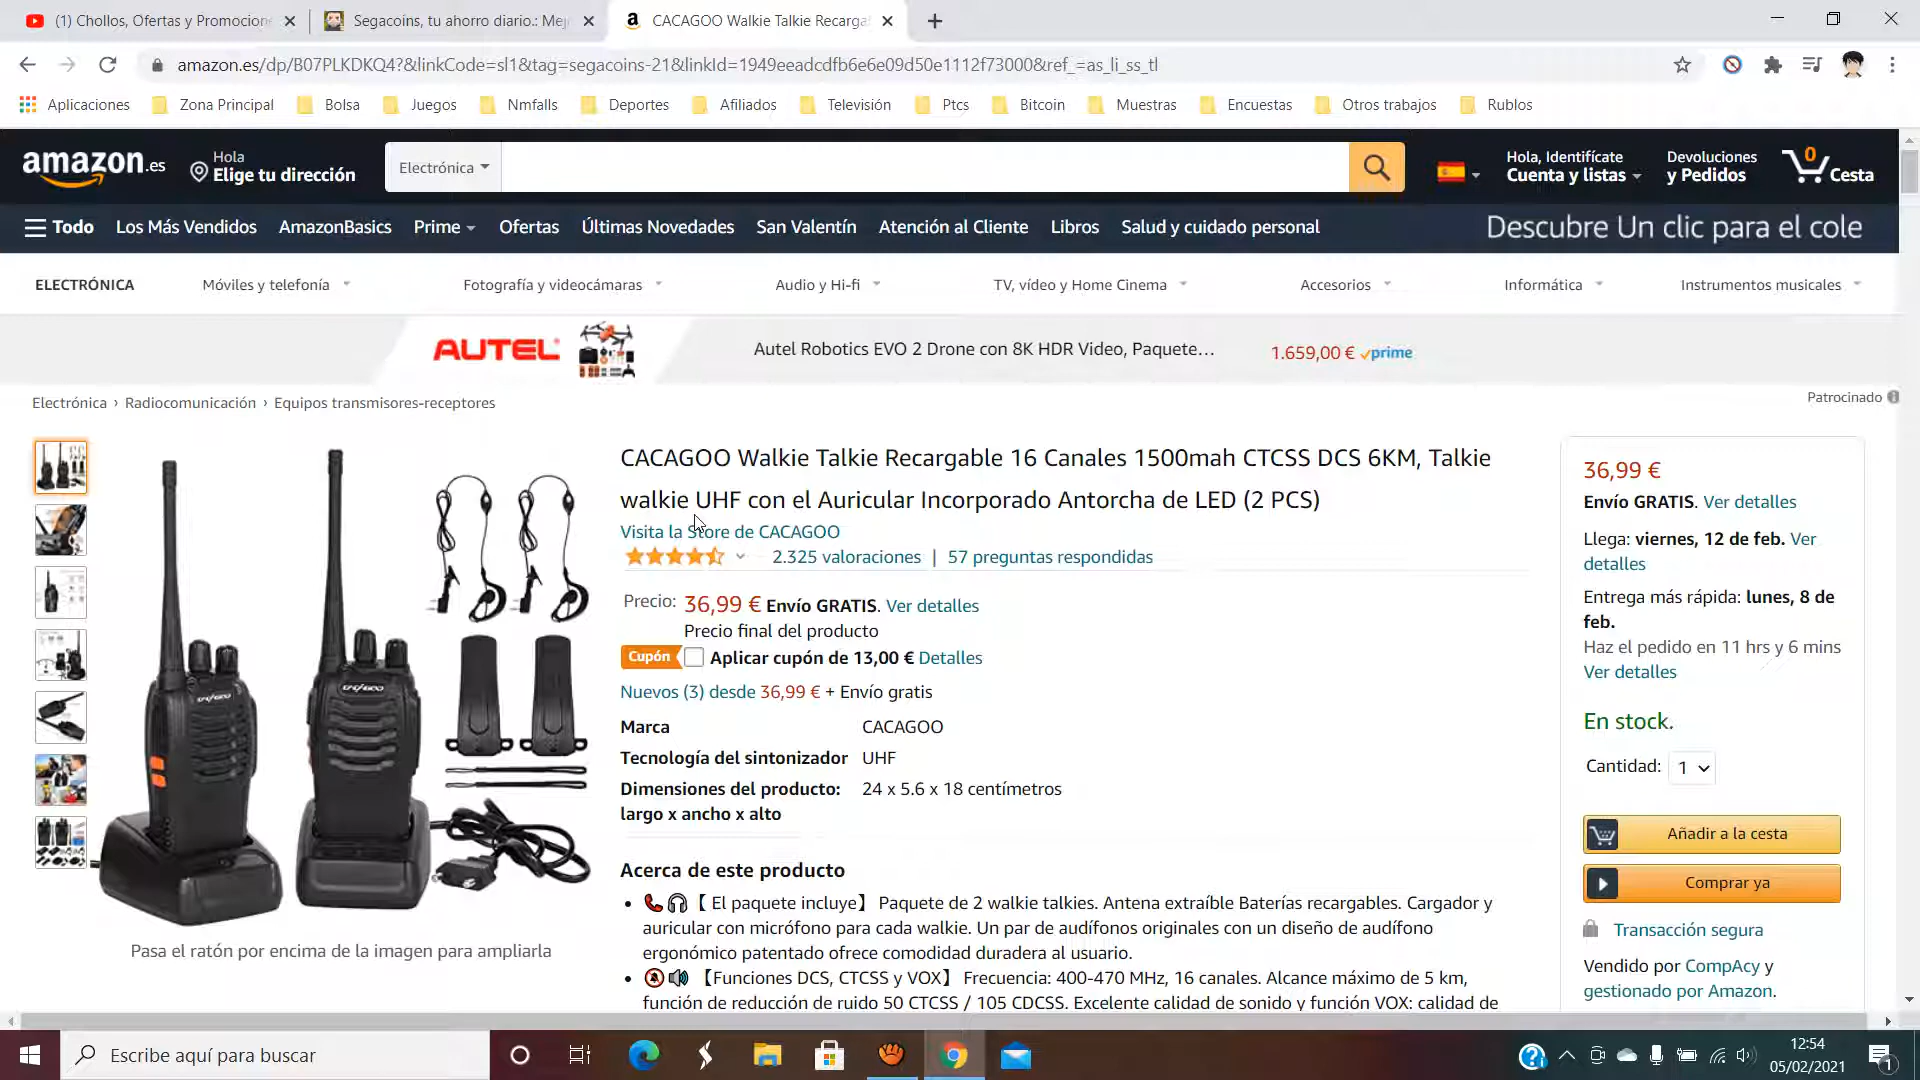 (1) Chollos, Ofertas y Promocion
Segacoins, tu ahorro diario.: Mej
CACAGOO Walkie Talkie Recarga
amazon.es/dp/B07PLKDKQ4?&linkCode=sl1&tag=segacoins-21&linkId=1949eeadcdfb6e6e09d50e1112f73000&ref_=as_li_ss_tl
Aplicaciones
Zona Principal
Bolsa
Juegos
Nmfalls
Deportes
Afiliados
Televisión
Ptcs
Bitcoin
Muestras
Encuestas
Otros trabajos
Rublos
amazon.es
Hola
Elige tu dirección
Electrónica
Hola, Identifícate
Cuenta y listas
Devoluciones
y Pedidos
0
Cesta
Todo
Los Más Vendidos
AmazonBasics
Prime
Ofertas
Últimas Novedades
San Valentín
Atención al Cliente
Libros
Salud y cuidado personal
Descubre Un clic para el cole
ELECTRÓNICA
Móviles y telefonía
Fotografía y videocámaras
Audio y Hi-fi
TV, vídeo y Home Cinema
Accesorios
Informática
Instrumentos musicales
AUTEL
Autel Robotics EVO 2 Drone con 8K HDR Video, Paquete...
1.659,00 € prime
Electrónica › Radiocomunicación › Equipos transmisores-receptores
Patrocinado
CACAGOO Walkie Talkie Recargable 16 Canales 1500mah CTCSS DCS 6KM, Talkie
walkie UHF con el Auricular Incorporado Antorcha de LED (2 PCS)
Visita la Store de CACAGOO
2.325 valoraciones | 57 preguntas respondidas
Precio: 36,99 € Envío GRATIS. Ver detalles
Precio final del producto
Cupón Aplicar cupón de 13,00 € Detalles
Nuevos (3) desde 36,99 € + Envío gratis
Marca CACAGOO
Tecnología del sintonizador UHF
Dimensiones del producto: 24 x 5.6 x 18 centímetros
largo x ancho x alto
Acerca de este producto
• 【 El paquete incluye】 Paquete de 2 walkie talkies. Antena extraíble Baterías recargables. Cargador y
auricular con micrófono para cada walkie. Un par de audífonos originales con un diseño de audífono
ergonómico patentado ofrece comodidad duradera al usuario.
• 【Funciones DCS, CTCSS y VOX】 Frecuencia: 400-470 MHz, 16 canales. Alcance máximo de 5 km,
función de reducción de ruido 50 CTCSS / 105 CDCSS. Excelente calidad de sonido y función VOX: calidad de
CACAGOO
CACAGOO
Pasa el ratón por encima de la imagen para ampliarla
36,99 €
Envío GRATIS. Ver detalles
Llega: viernes, 12 de feb. Ver
detalles
Entrega más rápida: lunes, 8 de
feb.
Haz el pedido en 11 hrs y 6 mins
Ver detalles
En stock.
Cantidad: 1
Añadir a la cesta
Comprar ya
Transacción segura
Vendido por CompAcy y
gestionado por Amazon.
Escribe aquí para buscar
12:54
05/02/2021
1